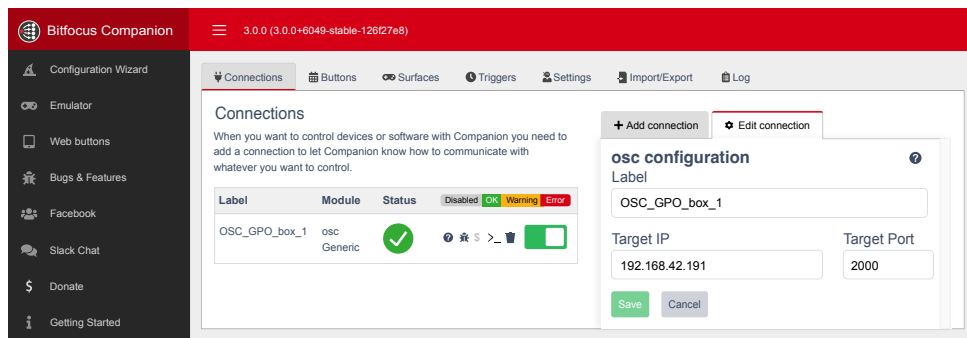 Bitfocus Companion
3.0.0 (3.0.0+6049-stable-126f27e8)
Configuration Wizard
Emulator
Web buttons
Bugs & Features
Facebook
Slack Chat
$ Donate
Getting Started
Connections Buttons Surfaces Triggers Settings Import/Export Log
Connections
When you want to control devices or software with Companion you need to
add a connection to let Companion know how to communicate with
whatever you want to control.
Label Module Status Disabled OK Warning Error
OSC_GPO_box_1 osc $ >_
Generic
Add connection Edit connection
osc configuration
Label
OSC_GPO_box_1
Target IP Target Port
192.168.42.191 2000
Save Cancel